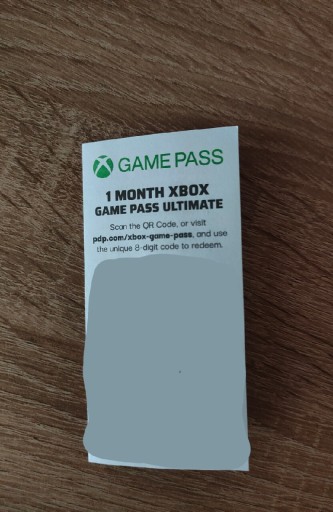 GAME PASS
1 MONTH XBOX
GAME PASS ULTIMATE
Scan the QR Code, or visit
pdp.com/xbox-game-pass, and use
the unique 8-digit code to redeem.